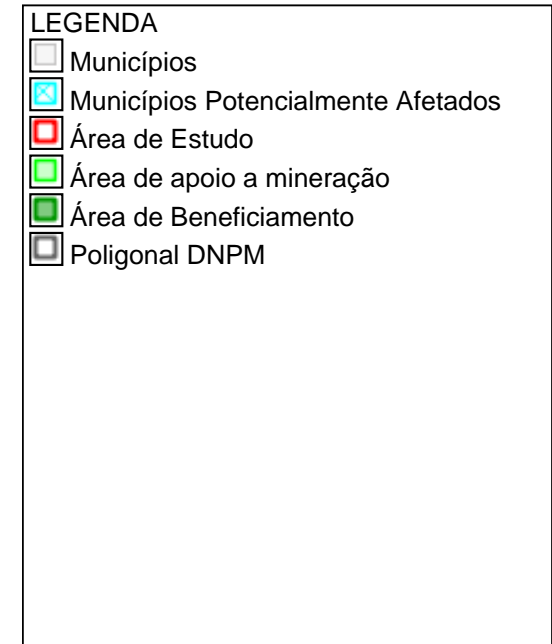 LEGENDA
Municípios
Municípios Potencialmente Afetados
Área de Estudo
Área de apoio a mineração
Área de Beneficiamento
Poligonal DNPM